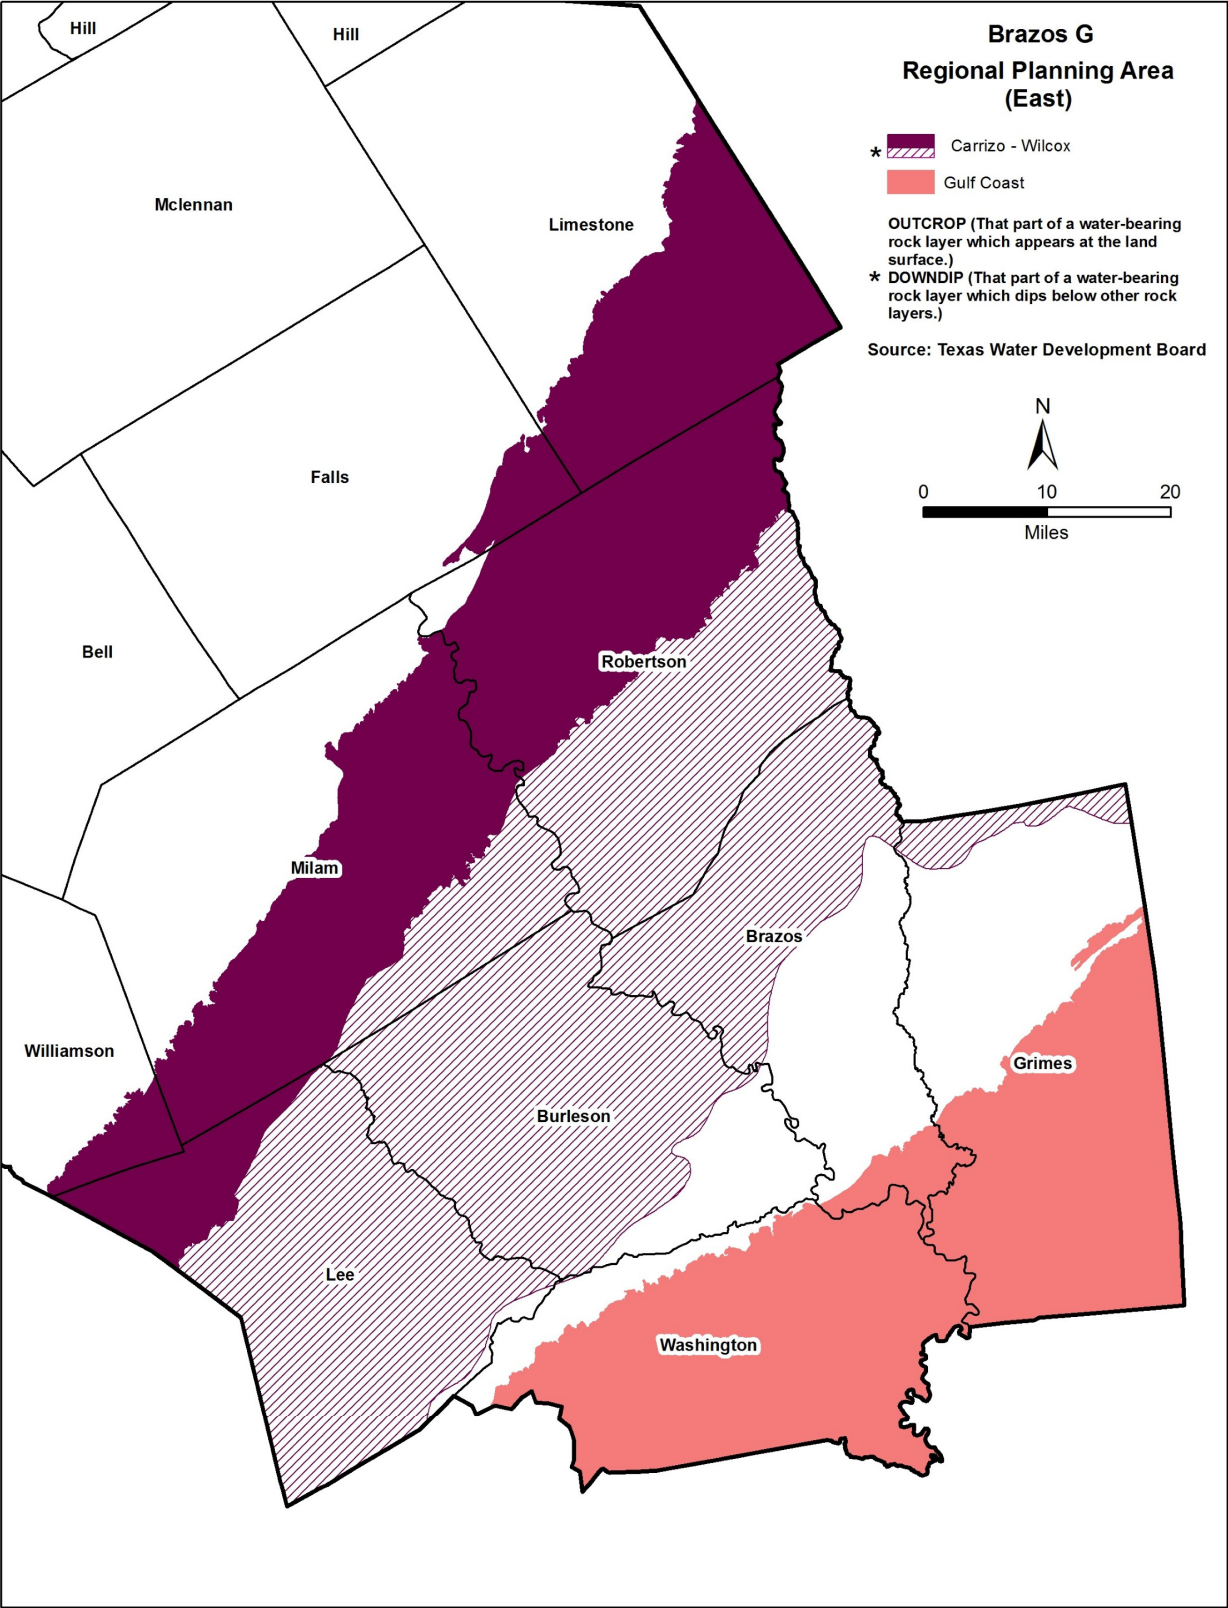 Brazos G
Regional Planning Area
(East)
* Carrizo - Wilcox
Gulf Coast
OUTCROP (That part of a water-bearing
rock layer which appears at the land
surface.)
* DOWNDIP (That part of a water-bearing
rock layer which dips below other rock
layers.)
Source: Texas Water Development Board
N
0 10 20
Miles
Hill
Hill
Mclennan
Limestone
Falls
Bell
Robertson
Milam
Brazos
Williamson
Grimes
Burleson
Lee
Washington